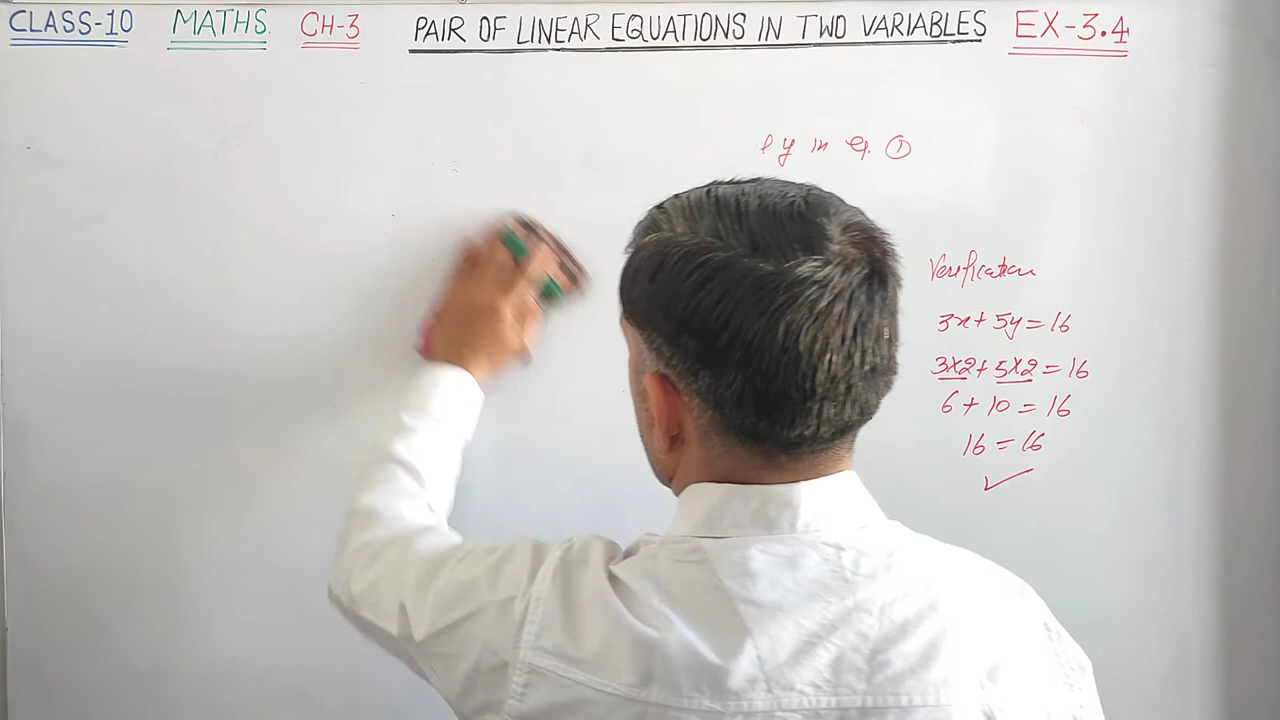 CLASS-10 MATHS. CH-3 PAIR OF LINEAR EQUATIONS IN TWO VARIABLES EX-3.4
y in eq. ①
Verification
3x + 5y = 16
3×2 + 5×2 = 16
6 + 10 = 16
16 = 16
✓